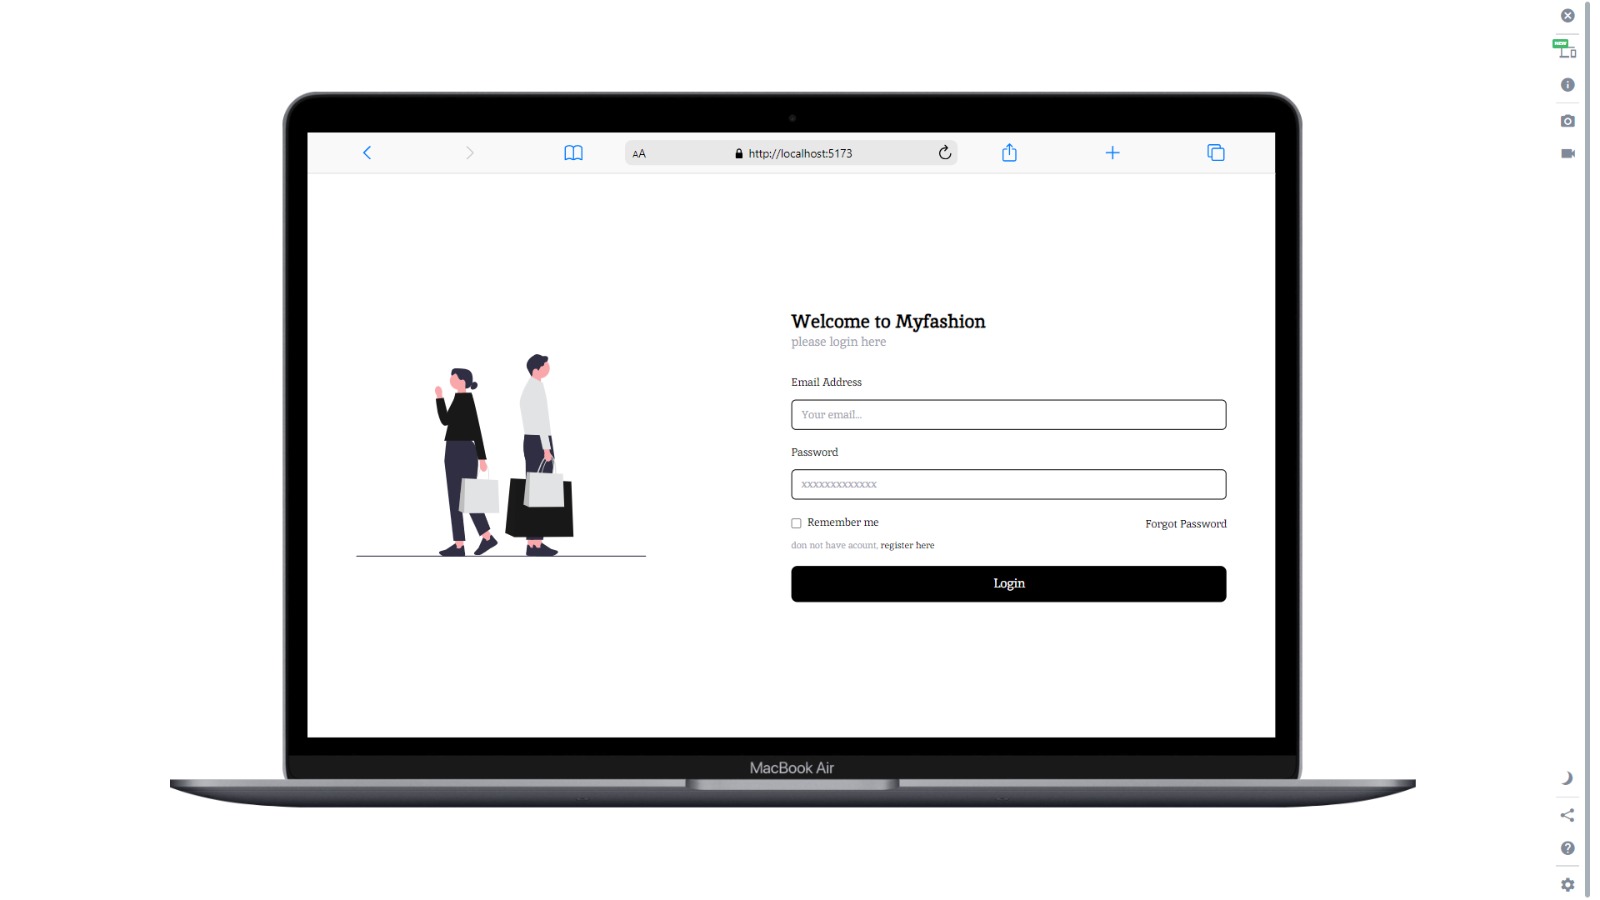 NEW
AA
http://localhost:5173
Welcome to Myfashion
please login here
Email Address
Your email...
Password
xxxxxxxxxxxxx
Remember me
Forgot Password
don not have acount, register here
Login
MacBook Air